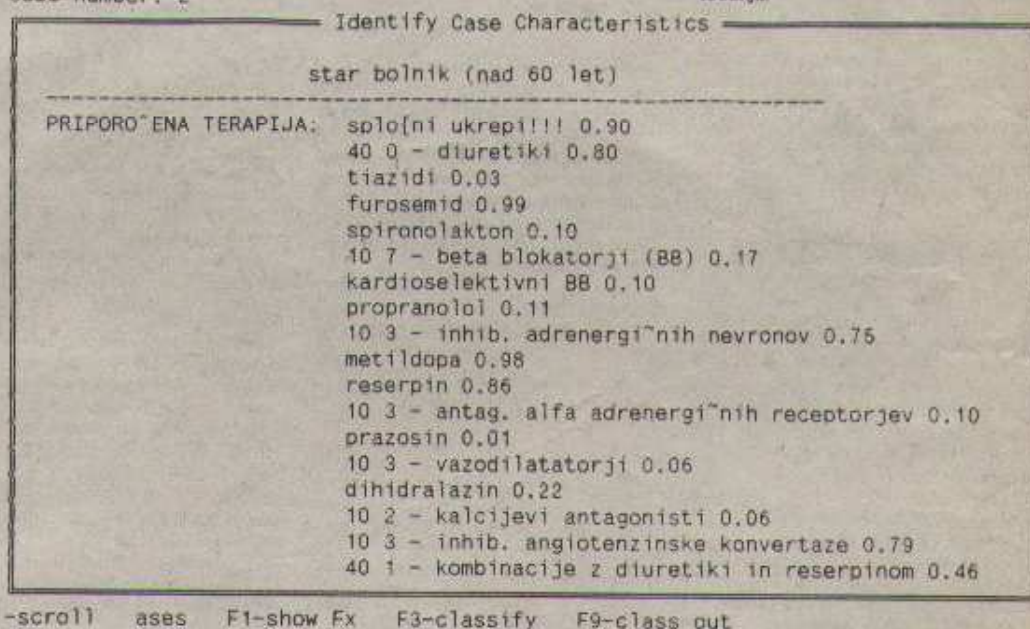 Identify Case Characteristics
star bolnik (nad 60 let)
PRIPORO^ENA TERAPIJA: splo[ni ukrepi!!! 0.90
40 0 - diuretiki 0.80
tiazidi 0.03
furosemid 0.99
spironolakton 0.10
10 7 - beta blokatorji (BB) 0.17
kardioselektivni BB 0.10
propranolol 0.11
10 3 - inhib. adrenergi~nih nevronov 0.75
metildopa 0.98
reserpin 0.86
10 3 - antag. alfa adrenergi~nih receptorjev 0.10
prazosin 0.01
10 3 - vazodilatatorji 0.06
dihidralazin 0.22
10 2 - kalcijevi antagonisti 0.06
10 3 - inhib. angiotenzinske konvertaze 0.79
40 1 - kombinacije z diuretiki in reserpinom 0.46
-scroll ases F1-show Fx F3-classify F9-class out